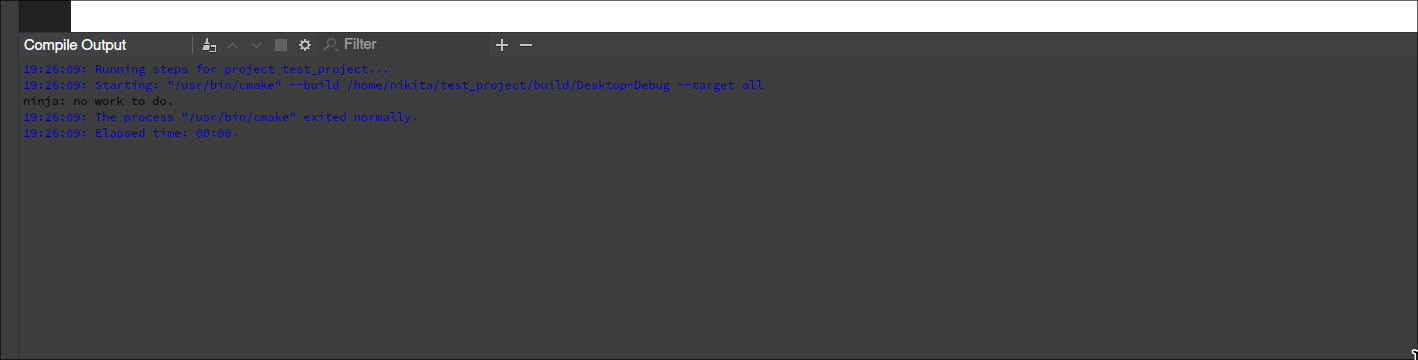 Compile Output
Filter
19:26:09: Running steps for project test_project...
19:26:09: Starting: "/usr/bin/cmake" --build /home/nikita/test_project/build/Desktop-Debug --target all
ninja: no work to do.
19:26:09: The process "/usr/bin/cmake" exited normally.
19:26:09: Elapsed time: 00:00.